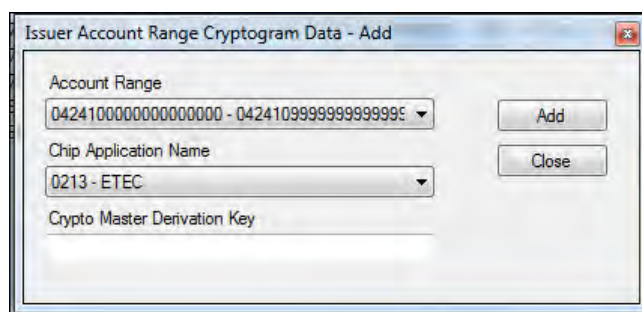 Issuer Account Range Cryptogram Data - Add
Account Range
0424100000000000000 - 0424109999999999999
Add
Chip Application Name
Close
0213 - ETEC
Crypto Master Derivation Key